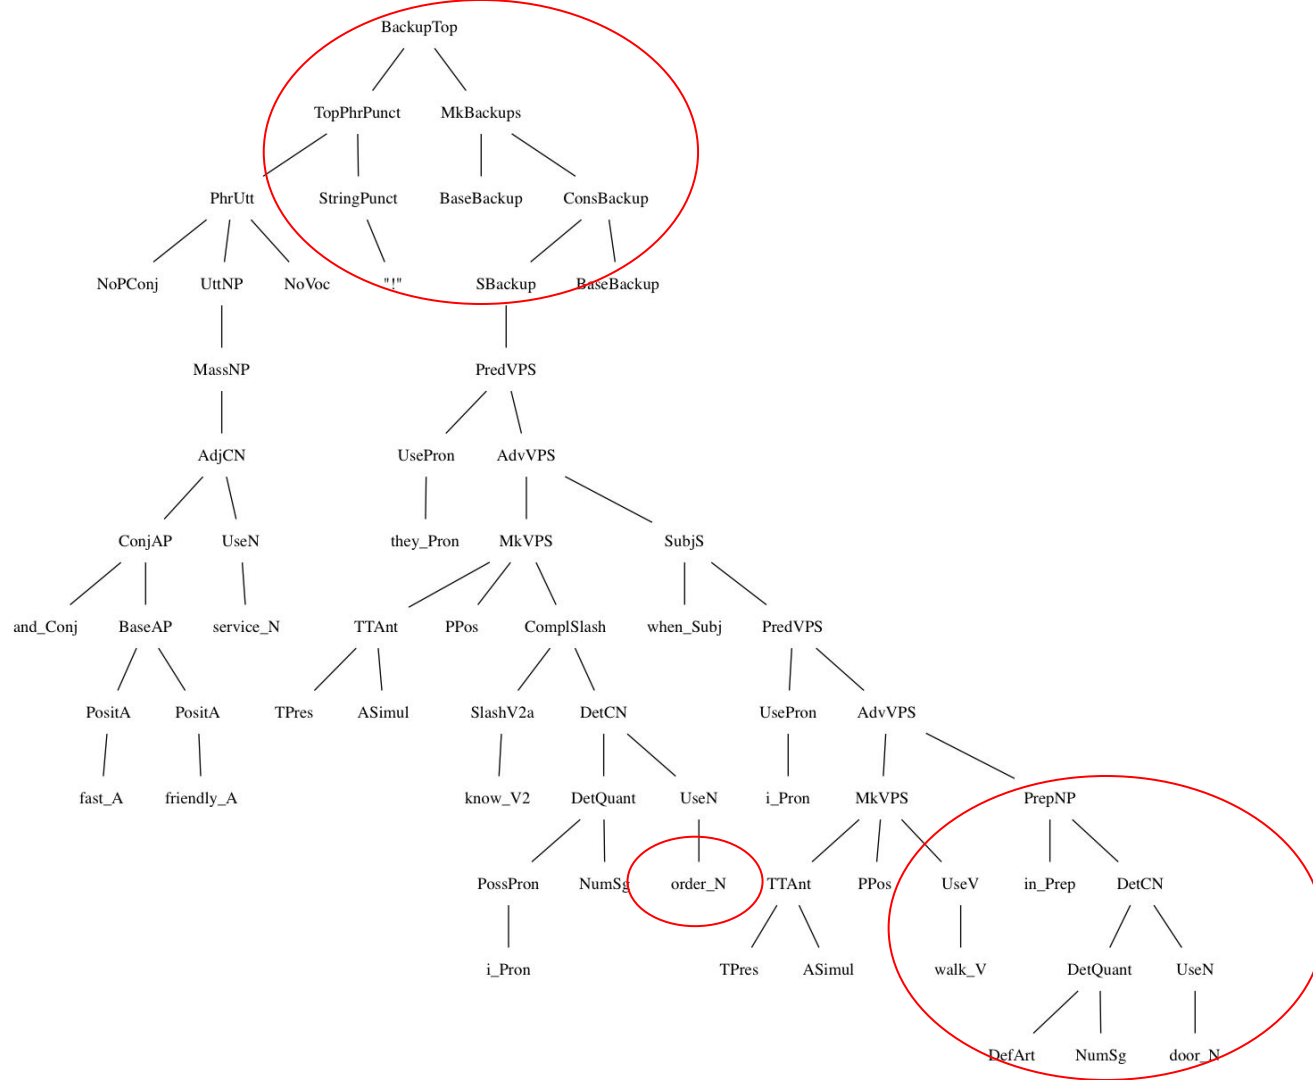 BackupTop
TopPhrPunct MkBackups
PhrUtt StringPunct BaseBackup ConsBackup
NoPConj UttNP NoVoc "!" SBackup BaseBackup
MassNP PredVPS
AdjCN UsePron AdvVPS
ConjAP UseN they_Pron MkVPS SubjS
and_Conj BaseAP service_N TTAnt PPos ComplSlash when_Subj PredVPS
PositA PositA TPres ASimul SlashV2a DetCN UsePron AdvVPS
fast_A friendly_A know_V2 DetQuant UseN i_Pron MkVPS PrepNP
PossPron NumSg order_N TTAnt PPos UseV in_Prep DetCN
i_Pron TPres ASimul walk_V DetQuant UseN
DefArt NumSg door_N